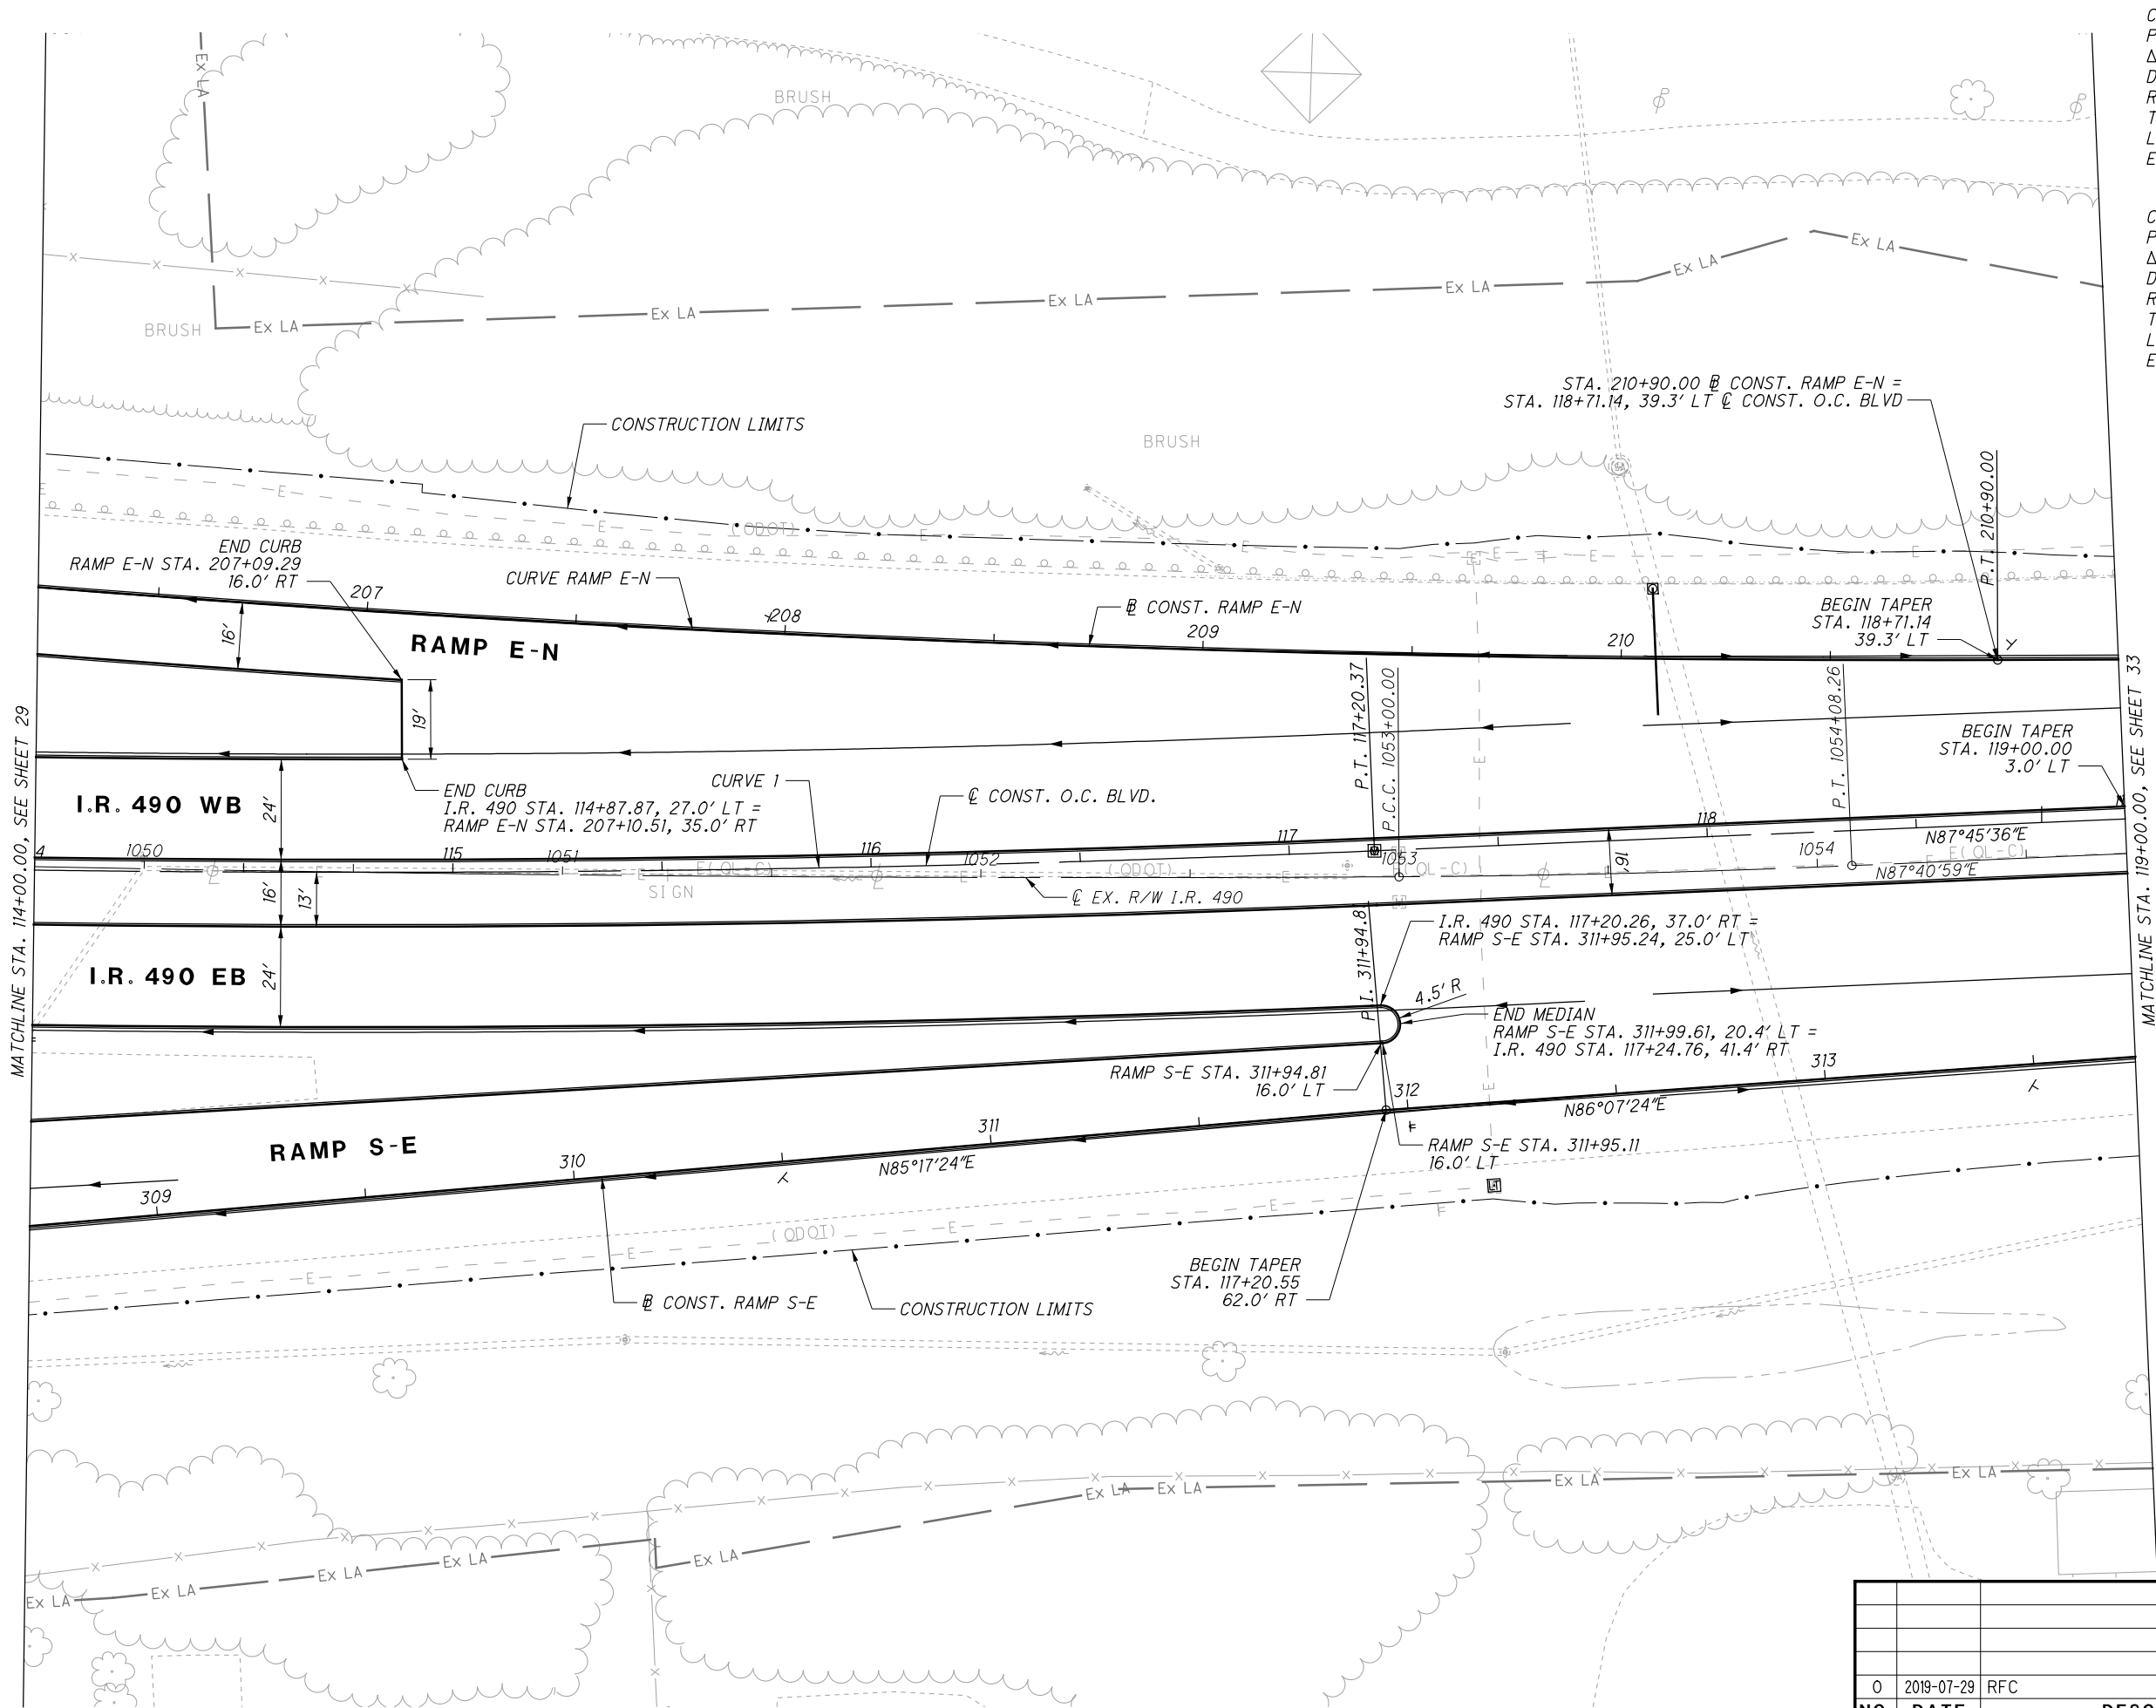 C
P
Δ
D
R
T
L
E
Ex LA
BRUSH
C
P
Δ
D
R
T
L
E
Ex LA
Ex LA
Ex LA
Ex LA
Ex LA
Ex LA
BRUSH
STA. 210+90.00 ⅊ CONST. RAMP E-N =
STA. 118+71.14, 39.3' LT ℄ CONST. O.C. BLVD
CONSTRUCTION LIMITS
BRUSH
P.T. 210+90.00
E
E
E
(ODOT)
E
E
E
E
E
END CURB
RAMP E-N STA. 207+09.29
16.0' RT
CURVE RAMP E-N
207
208
209
210
⅊ CONST. RAMP E-N
BEGIN TAPER
STA. 118+71.14
39.3' LT
16'
RAMP E-N
19'
P.T. 117+20.37
P.C.C. 1053+00.00
P.T. 1054+08.26
MATCHLINE STA. 114+00.00, SEE SHEET 29
MATCHLINE STA. 119+00.00, SEE SHEET 33
BEGIN TAPER
STA. 119+00.00
3.0' LT
I.R. 490 WB
24'
END CURB
I.R. 490 STA. 114+87.87, 27.0' LT =
RAMP E-N STA. 207+10.51, 35.0' RT
CURVE 1
℄ CONST. O.C. BLVD.
4
1050
115
1051
116
1052
117
1053
118
1054
N87°45'36"E
N87°40'59"E
E
E(QL-C)
(ODOT)
(QL-C)
E
E(QL-C)
SIGN
16'
13'
16'
℄ EX. R/W I.R. 490
I.R. 490 STA. 117+20.26, 37.0' RT =
RAMP S-E STA. 311+95.24, 25.0' LT
I.R. 490 EB
24'
P.I. 311+94.81
4.5' R
END MEDIAN
RAMP S-E STA. 311+99.61, 20.4' LT =
I.R. 490 STA. 117+24.76, 41.4' RT
RAMP S-E STA. 311+94.81
16.0' LT
312
313
N86°07'24"E
RAMP S-E
309
310
311
N85°17'24"E
RAMP S-E STA. 311+95.11
16.0' LT
(ODOT)
E
E
E
E
BEGIN TAPER
STA. 117+20.55
62.0' RT
⅊ CONST. RAMP S-E
CONSTRUCTION LIMITS
Ex LA
Ex LA
Ex LA
Ex LA
Ex LA
Ex LA
Ex LA
Ex LA
Ex LA
0 2019-07-29 RFC
NO. DATE DESC